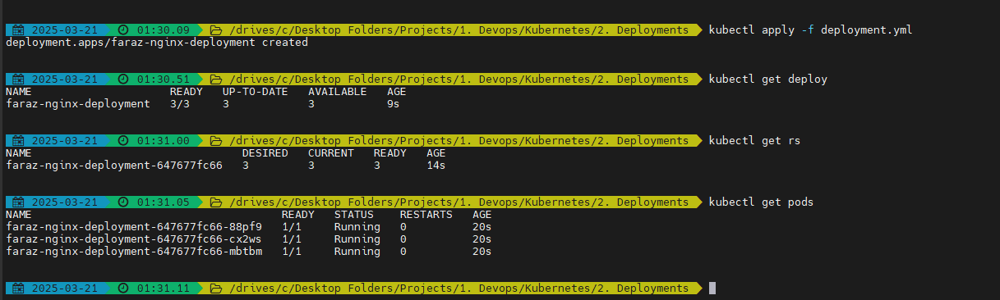 2025-03-21 01:30.09 /drives/c/Desktop Folders/Projects/1. Devops/Kubernetes/2. Deployments kubectl apply -f deployment.yml
deployment.apps/faraz-nginx-deployment created
2025-03-21 01:30.51 /drives/c/Desktop Folders/Projects/1. Devops/Kubernetes/2. Deployments kubectl get deploy
NAME READY UP-TO-DATE AVAILABLE AGE
faraz-nginx-deployment 3/3 3 3 9s
2025-03-21 01:31.00 /drives/c/Desktop Folders/Projects/1. Devops/Kubernetes/2. Deployments kubectl get rs
NAME DESIRED CURRENT READY AGE
faraz-nginx-deployment-647677fc66 3 3 3 14s
2025-03-21 01:31.05 /drives/c/Desktop Folders/Projects/1. Devops/Kubernetes/2. Deployments kubectl get pods
NAME READY STATUS RESTARTS AGE
faraz-nginx-deployment-647677fc66-88pf9 1/1 Running 0 20s
faraz-nginx-deployment-647677fc66-cx2ws 1/1 Running 0 20s
faraz-nginx-deployment-647677fc66-mbtbm 1/1 Running 0 20s
2025-03-21 01:31.11 /drives/c/Desktop Folders/Projects/1. Devops/Kubernetes/2. Deployments